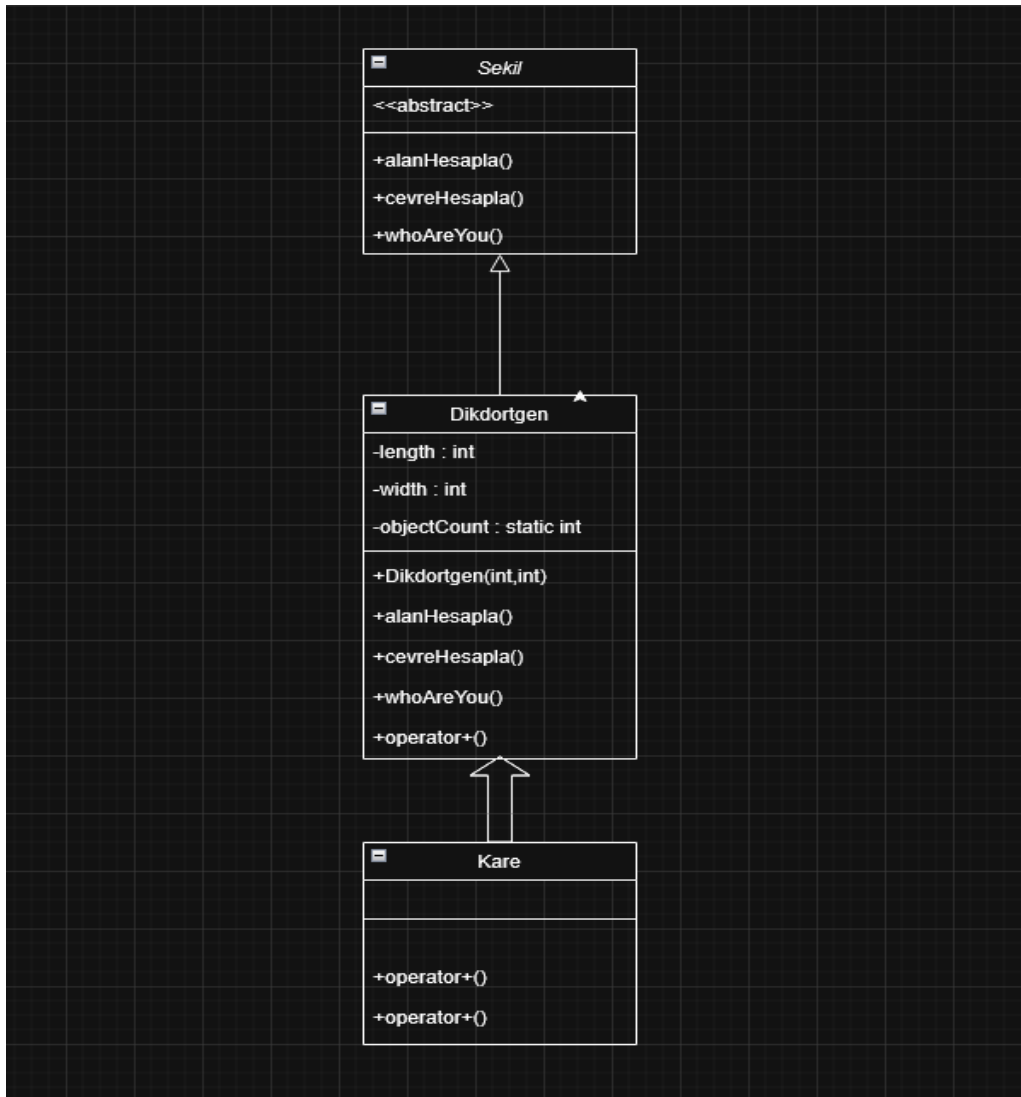 Sekil
<<abstract>>
+alanHesapla()
+cevreHesapla()
+whoAreYou()
Dikdortgen
-length : int
-width : int
-objectCount : static int
+Dikdortgen(int,int)
+alanHesapla()
+cevreHesapla()
+whoAreYou()
+operator+()
Kare
+operator+()
+operator+()